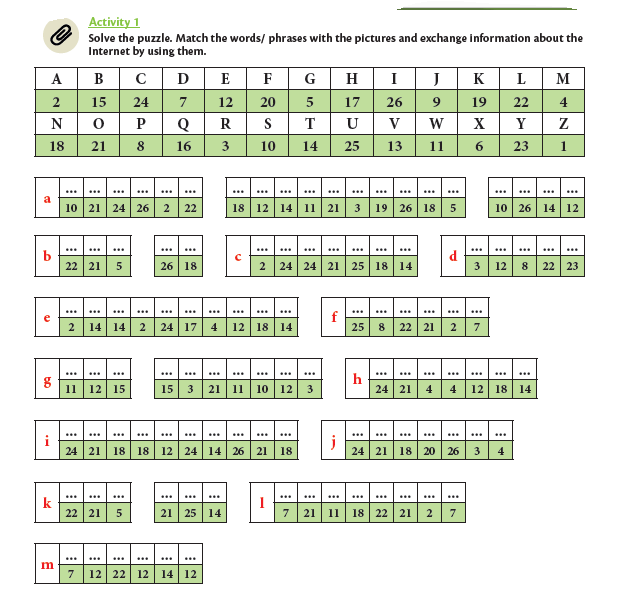 Activity 1
Solve the puzzle. Match the words/ phrases with the pictures and exchange information about the
Internet by using them.
A B C D E F G H I J K L M
2 15 24 7 12 20 5 17 26 9 19 22 4
N O P Q R S T U V W X Y Z
18 21 8 16 3 10 14 25 13 11 6 23 1
... ... ... ... ... ... ... ... ... ... ... ... ... ... ... ... ... ... ... ...
a 10 21 24 26 2 22 18 12 14 11 21 3 19 26 18 5 10 26 14 12
... ... ... ... ... ... ... ... ... ... ... ... ... ... ... ... ... ...
b 22 21 5 26 18 c 2 24 24 21 25 18 14 d 3 12 8 22 23
... ... ... ... ... ... ... ... ... ... ... ... ... ... ... ...
e 2 14 14 2 24 17 4 12 18 14 f 25 8 22 21 2 7
... ... ... ... ... ... ... ... ... ... ... ... ... ... ... ... ...
g 11 12 15 15 3 21 11 10 12 3 h 24 21 4 4 12 18 14
... ... ... ... ... ... ... ... ... ... ... ... ... ... ... ... ...
i 24 21 18 18 12 24 14 26 21 18 j 24 21 18 20 26 3 4
... ... ... ... ... ... ... ... ... ... ... ... ... ...
k 22 21 5 21 25 14 l 7 21 11 18 22 21 2 7
... ... ... ... ... ...
m 7 12 22 12 14 12